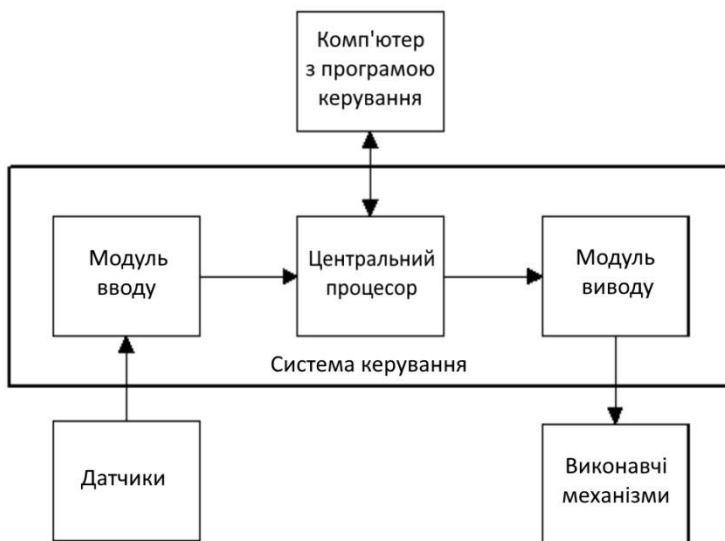 Комп'ютер
з програмою
керування
Модуль
вводу
Центральний
процесор
Модуль
виводу
Система керування
Датчики
Виконавчі
механізми